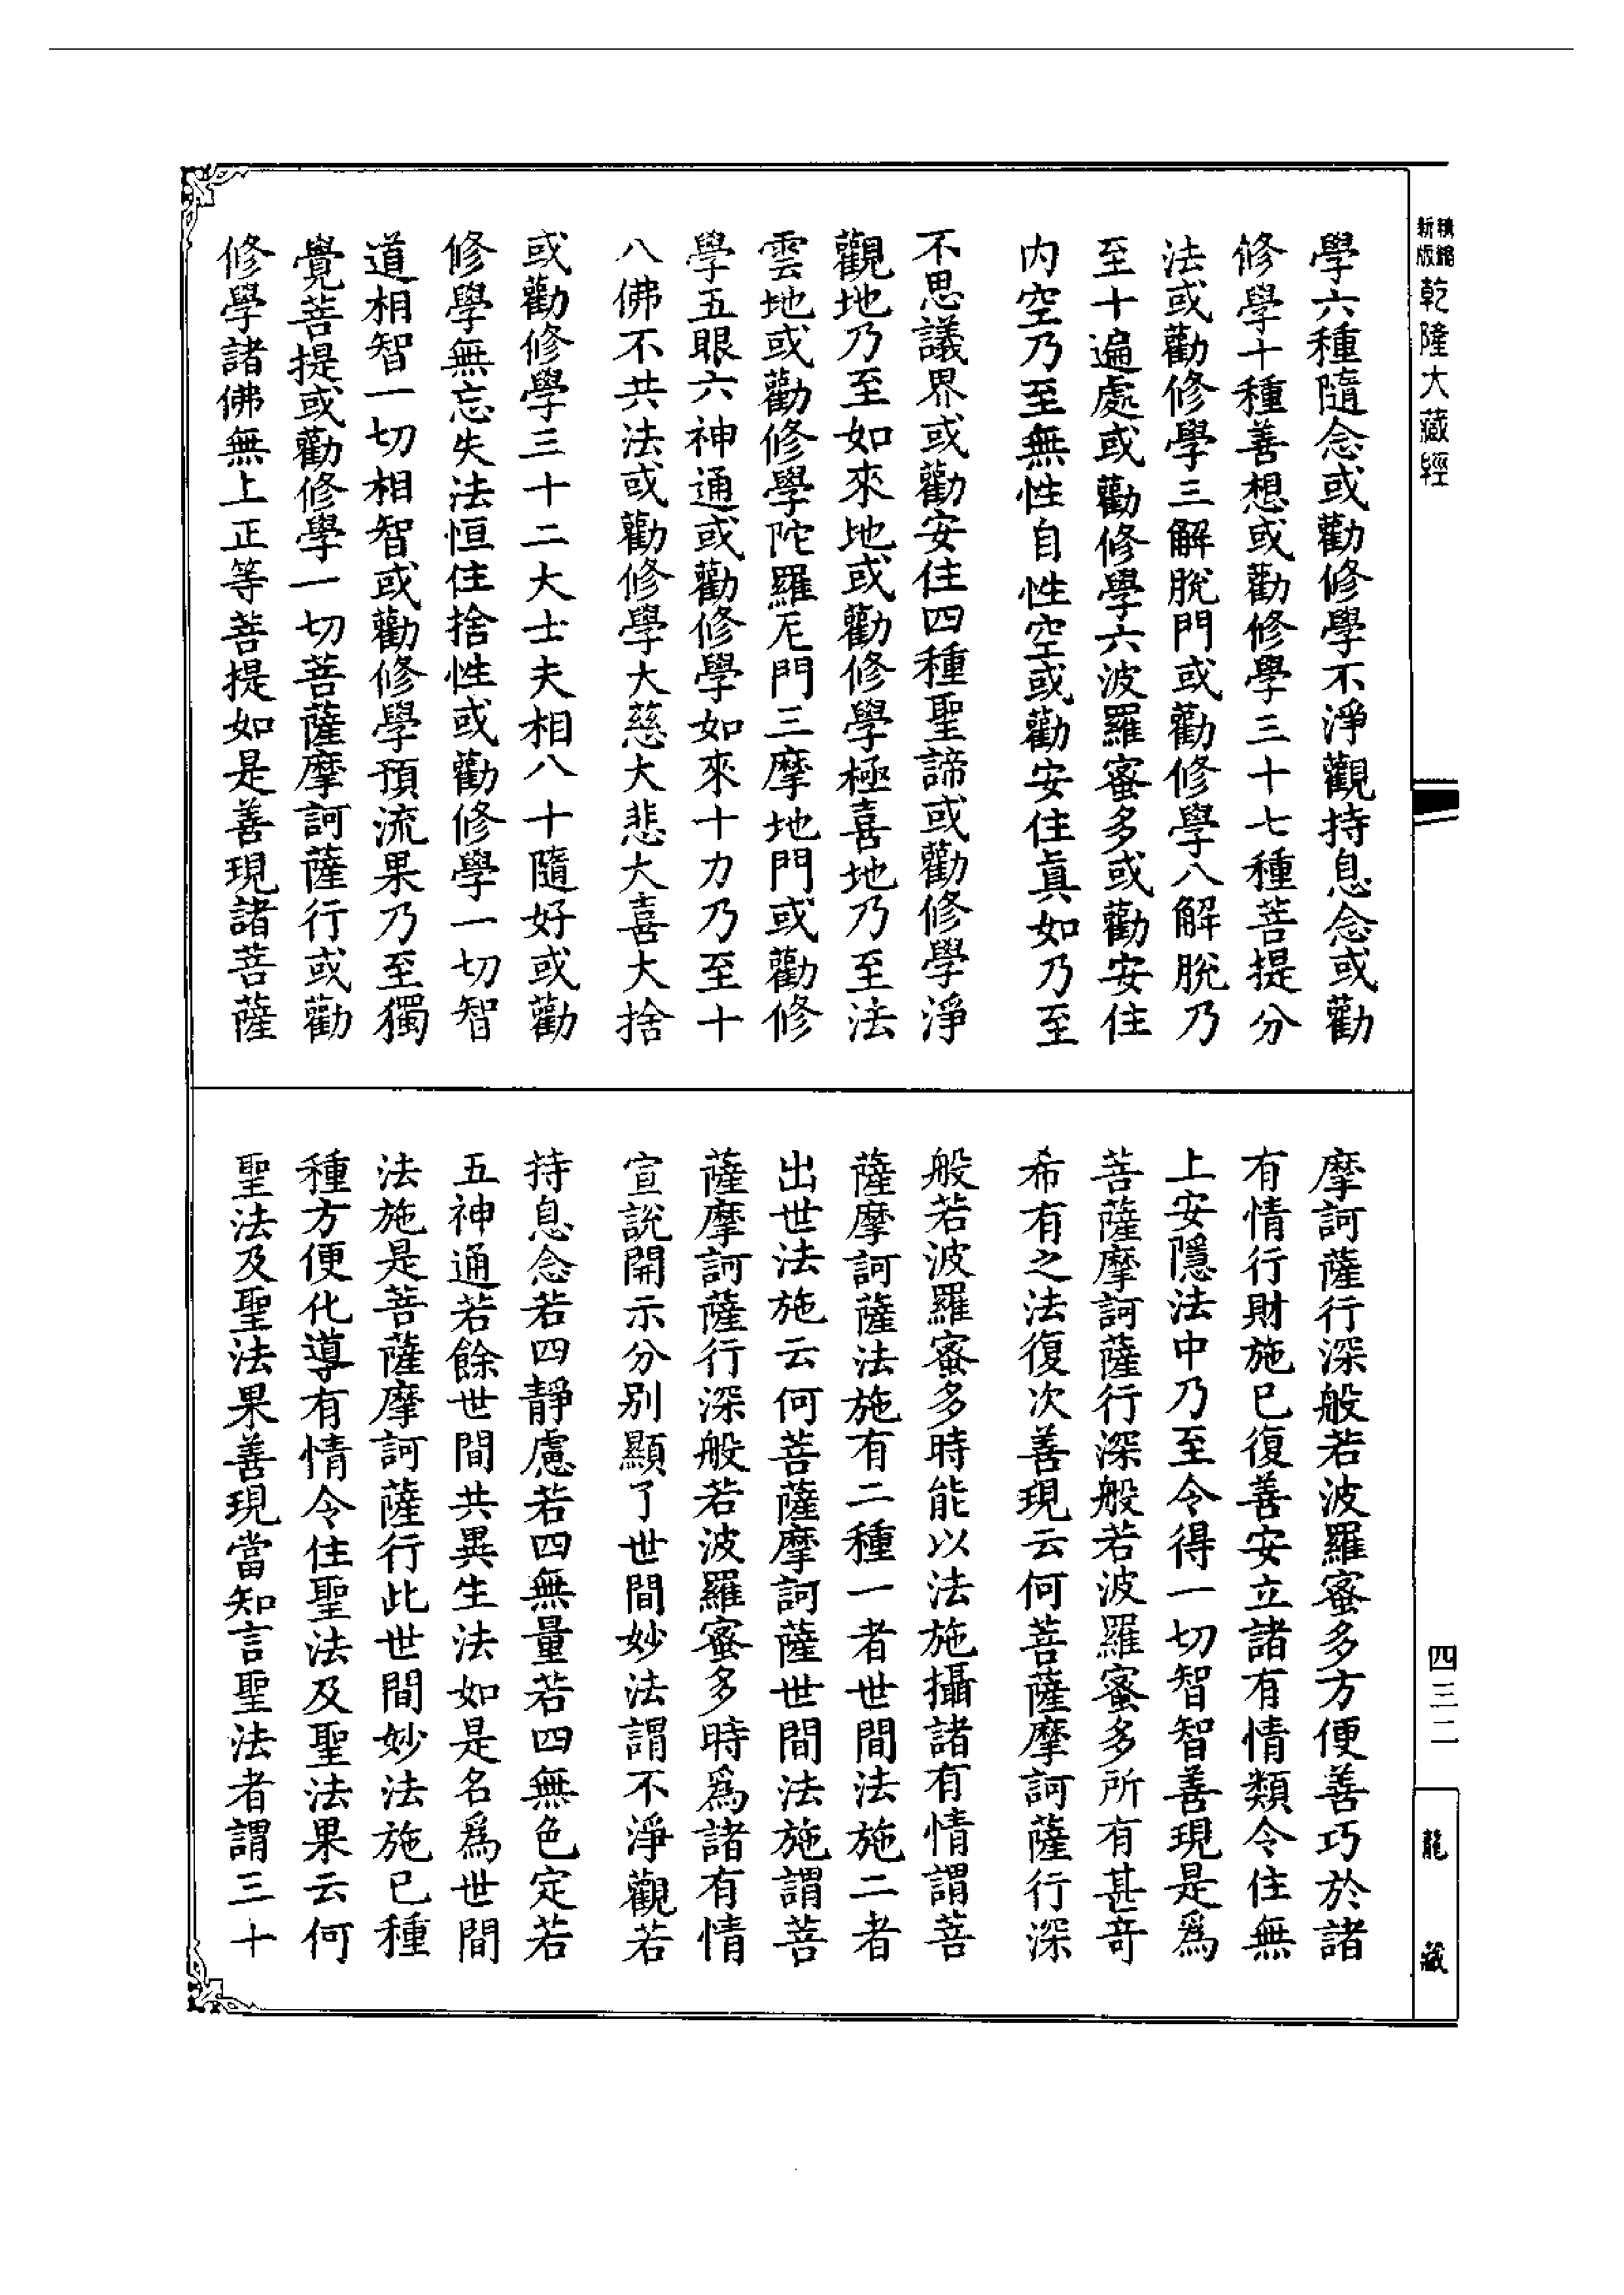 新版
精縮
乾隆大藏經
學六種隨念或勸修學不淨觀持息念或勸
修學十種善想或勸修學三十七種菩提分
法或勸修學三解脫門或勸修學八解脫乃
至十遍處或勸修學六波羅蜜多或勸安住
内空乃至無性自性空或勸安住眞如乃至
不思議界或勸安住四種聖諦或勸修學淨
觀地乃至如來地或勸修學極喜地乃至法
雲地或勸修學陀羅尼門三摩地門或勸修
學五眼六神通或勸修學如來十力乃至十
八佛不共法或勸修學大慈大悲大喜大捨
或勸修學三十二大士夫相八十隨好或勸
修學無忘失法恒住捨性或勸修學一切智
道相智一切相智或勸修學預流果乃至獨
覺菩提或勸修學一切菩薩摩訶薩行或勸
修學諸佛無上正等菩提如是善現諸菩薩
摩訶薩行深般若波羅蜜多方便善巧於諸
有情行財施已復善安立諸有情類令住無
上安隱法中乃至令得一切智智善現是爲
菩薩摩訶薩行深般若波羅蜜多所有甚奇
希有之法復次善現云何菩薩摩訶薩行深
般若波羅蜜多時能以法施攝諸有情謂菩
薩摩訶薩法施有二種一者世間法施二者
出世法施云何菩薩摩訶薩世間法施謂菩
薩摩訶薩行深般若波羅蜜多時爲諸有情
宣說開示分別顯了世間妙法謂不淨觀若
持息念若四靜慮若四無量若四無色定若
五神通若餘世間共異生法如是名爲世間
法施是菩薩摩訶薩行此世間妙法施已種
種方便化導有情令住聖法及聖法果云何
聖法及聖法果善現當知言聖法者謂三十
四三二
龍藏